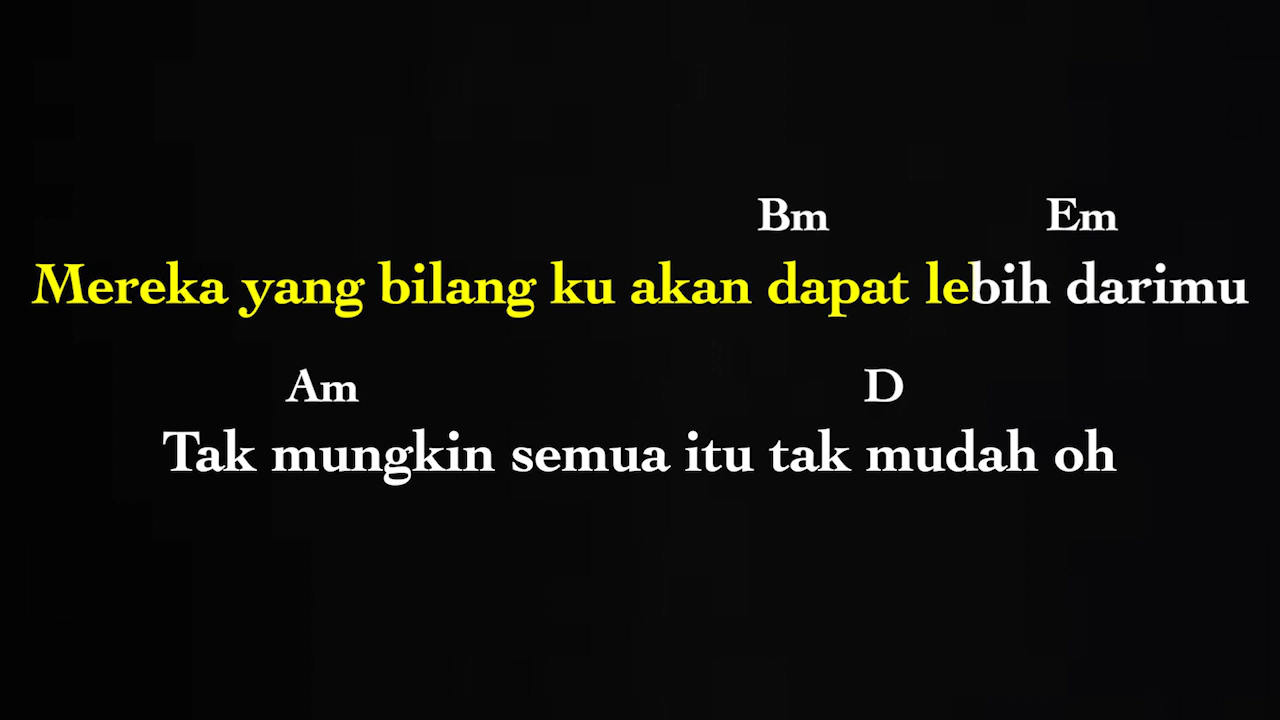 Bm Em
Mereka yang bilang ku akan dapat lebih darimu
Am D
Tak mungkin semua itu tak mudah oh